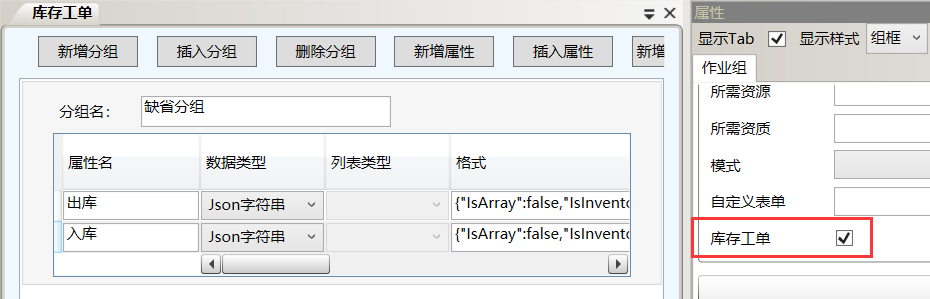 库存工单
新增分组 插入分组 删除分组 新增属性 插入属性 新增
分组名： 缺省分组
属性名 数据类型 列表类型 格式
出库 Json字符串 {"IsArray":false,"IsInvento
入库 Json字符串 {"IsArray":false,"IsInvento
属性
显示Tab 显示样式 组框
作业组
所需资源
所需资质
模式
自定义表单
库存工单